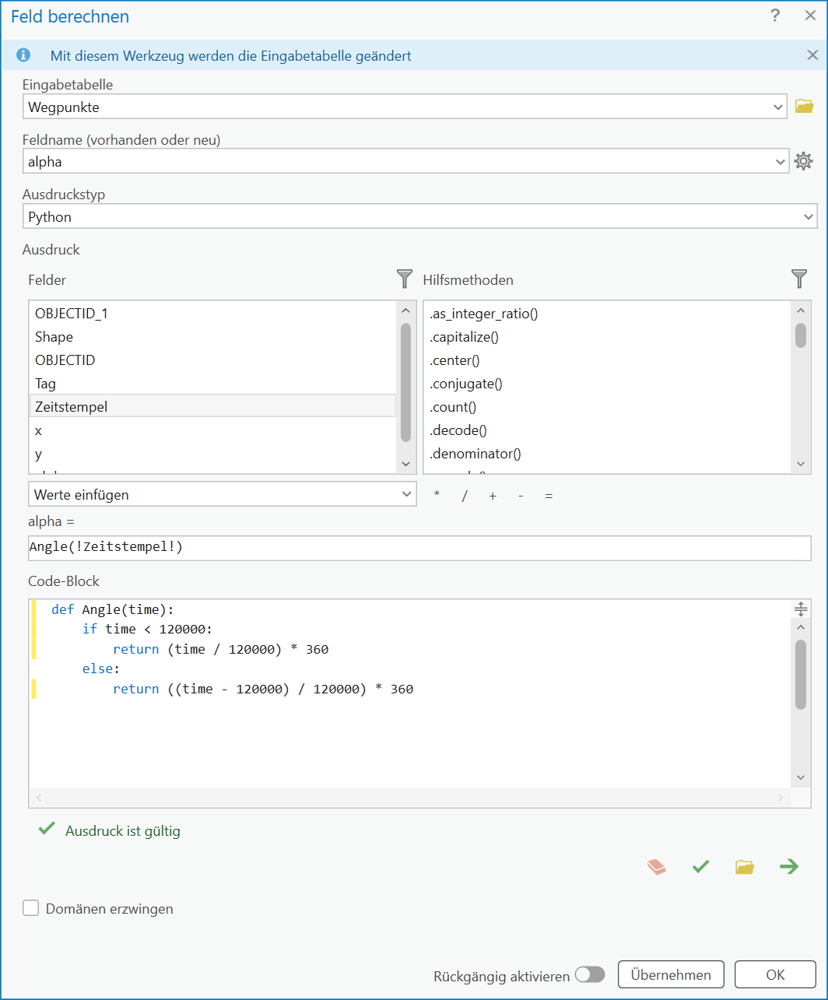 Feld berechnen
?
Mit diesem Werkzeug werden die Eingabetabelle geändert
Eingabetabelle
Wegpunkte
Feldname (vorhanden oder neu)
alpha
Ausdruckstyp
Python
Ausdruck
Felder
Hilfsmethoden
OBJECTID_1
Shape
OBJECTID
Tag
Zeitstempel
x
y
.as_integer_ratio()
.capitalize()
.center()
.conjugate()
.count()
.decode()
.denominator()
Werte einfügen
* / + - =
alpha =
Angle(!Zeitstempel!)
Code-Block
def Angle(time):
    if time < 120000:
        return (time / 120000) * 360
    else:
        return ((time - 120000) / 120000) * 360
Ausdruck ist gültig
Domänen erzwingen
Rückgängig aktivieren
Übernehmen
OK